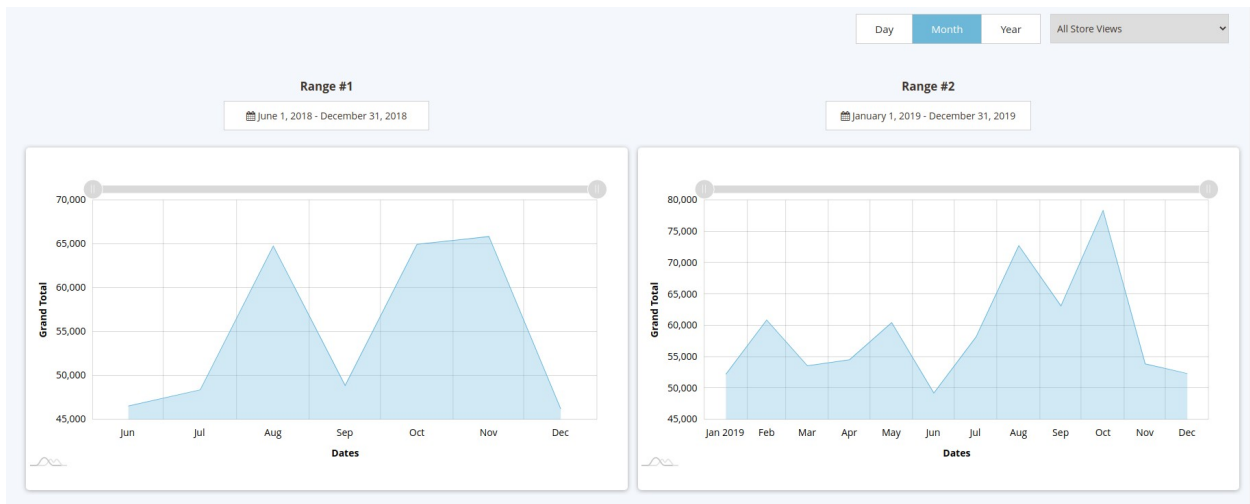 Day Month Year All Store Views
Range #1
June 1, 2018 - December 31, 2018
70,000
65,000
60,000
55,000
50,000
45,000
Grand Total
Jun Jul Aug Sep Oct Nov Dec
Dates
Range #2
January 1, 2019 - December 31, 2019
80,000
75,000
70,000
65,000
60,000
55,000
50,000
45,000
Grand Total
Jan 2019 Feb Mar Apr May Jun Jul Aug Sep Oct Nov Dec
Dates